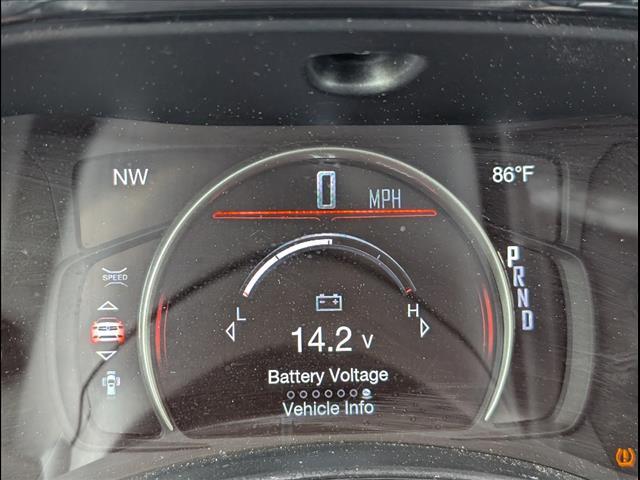 NW
86°F
0 MPH
SPEED
P
R
N
D
L
H
14.2 v
Battery Voltage
Vehicle Info